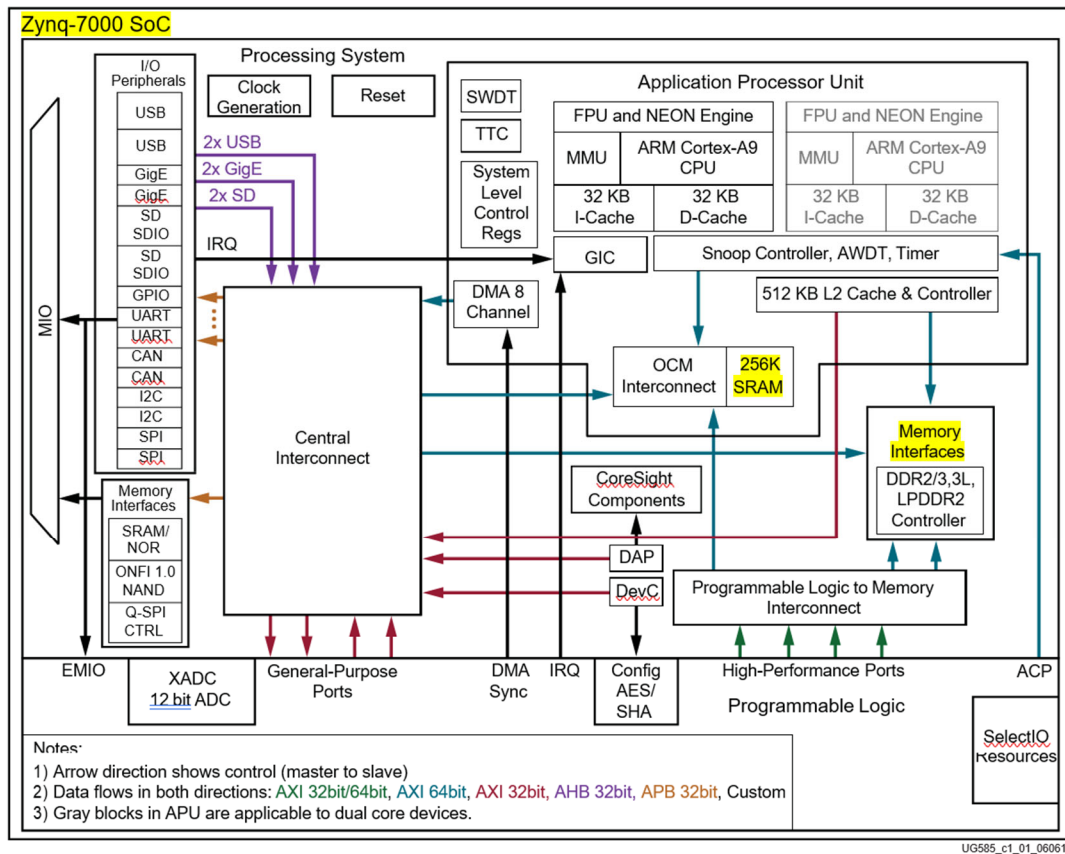 Zynq-7000 SoC
Processing System
I/O
Peripherals
USB
USB
GigE
GigE
SD
SDIO
SD
SDIO
GPIO
UART
UART
CAN
CAN
I2C
I2C
SPI
SPI
MIO
Clock
Generation
Reset
2x USB
2x GigE
2x SD
IRQ
Application Processor Unit
SWDT
TTC
System
Level
Control
Regs
FPU and NEON Engine
MMU
ARM Cortex-A9
CPU
32 KB
I-Cache
32 KB
D-Cache
FPU and NEON Engine
MMU
ARM Cortex-A9
CPU
32 KB
I-Cache
32 KB
D-Cache
GIC
Snoop Controller, AWDT, Timer
DMA 8
Channel
512 KB L2 Cache & Controller
OCM
Interconnect
256K
SRAM
Central
Interconnect
Memory
Interfaces
DDR2/3,3L,
LPDDR2
Controller
CoreSight
Components
DAP
DevC
Programmable Logic to Memory
Interconnect
Memory
Interfaces
SRAM/
NOR
ONFI 1.0
NAND
Q-SPI
CTRL
EMIO
XADC
12 bit ADC
General-Purpose
Ports
DMA
Sync
IRQ
Config
AES/
SHA
High-Performance Ports
ACP
Programmable Logic
SelectIO
Resources
Notes:
1) Arrow direction shows control (master to slave)
2) Data flows in both directions: AXI 32bit/64bit, AXI 64bit, AXI 32bit, AHB 32bit, APB 32bit, Custom
3) Gray blocks in APU are applicable to dual core devices.
UG585_c1_01_06061